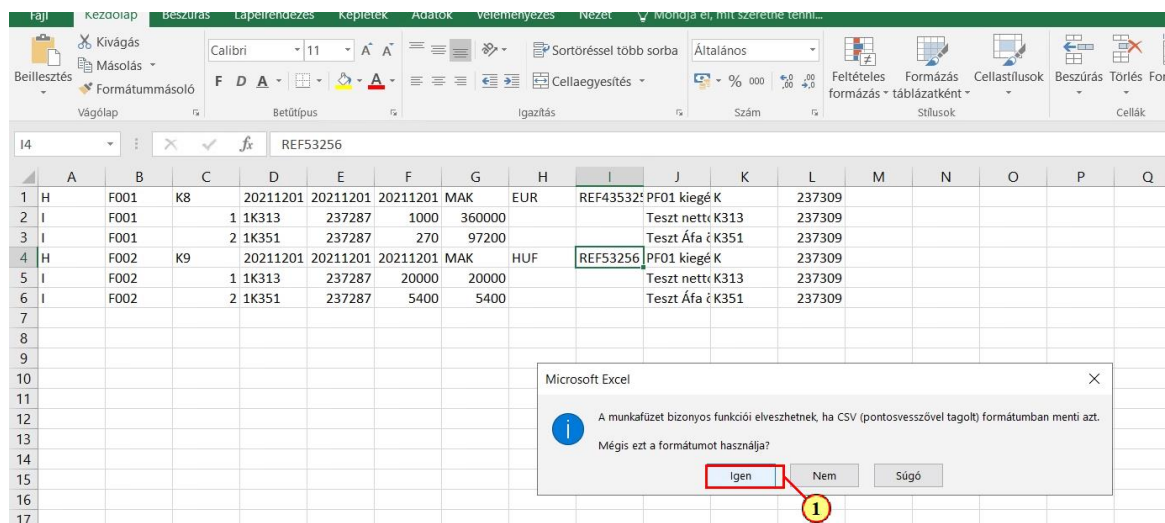 Fájl Kezdőlap Beszúrás Lapelrendezés Képletek Adatok Véleményezés Nézet Mondja el, mit szeretne tenni...
Kivágás
Másolás
Formátummásoló
Beillesztés
Vágólap
Calibri 11 A A
F D A
Betűtípus
Sortöréssel több sorba
Cellaegyesítés
Igazítás
Általános
% 000 ,00 ,00 ,0
Szám
Feltételes formázás
Formázás táblázatként
Cellastílusok
Stílusok
Beszúrás Törlés For
Cellák
I4 fx REF53256
A B C D E F G H I J K L M N O P Q
1 H F001 K8 20211201 20211201 20211201 MAK EUR REF43532 PF01 kiegé K 237309
2 I F001 1 1K313 237287 1000 360000 Teszt nett K313 237309
3 I F001 2 1K351 237287 270 97200 Teszt Áfa K351 237309
4 H F002 K9 20211201 20211201 20211201 MAK HUF REF53256 PF01 kiegé K 237309
5 I F002 1 1K313 237287 20000 20000 Teszt nett K313 237309
6 I F002 2 1K351 237287 5400 5400 Teszt Áfa K351 237309
7
8
9
10
11
12
13
14
15
16
17
Microsoft Excel
A munkafüzet bizonyos funkciói elveszhetnek, ha CSV (pontosvesszővel tagolt) formátumban menti azt.
Mégis ezt a formátumot használja?
Igen Nem Súgó
1